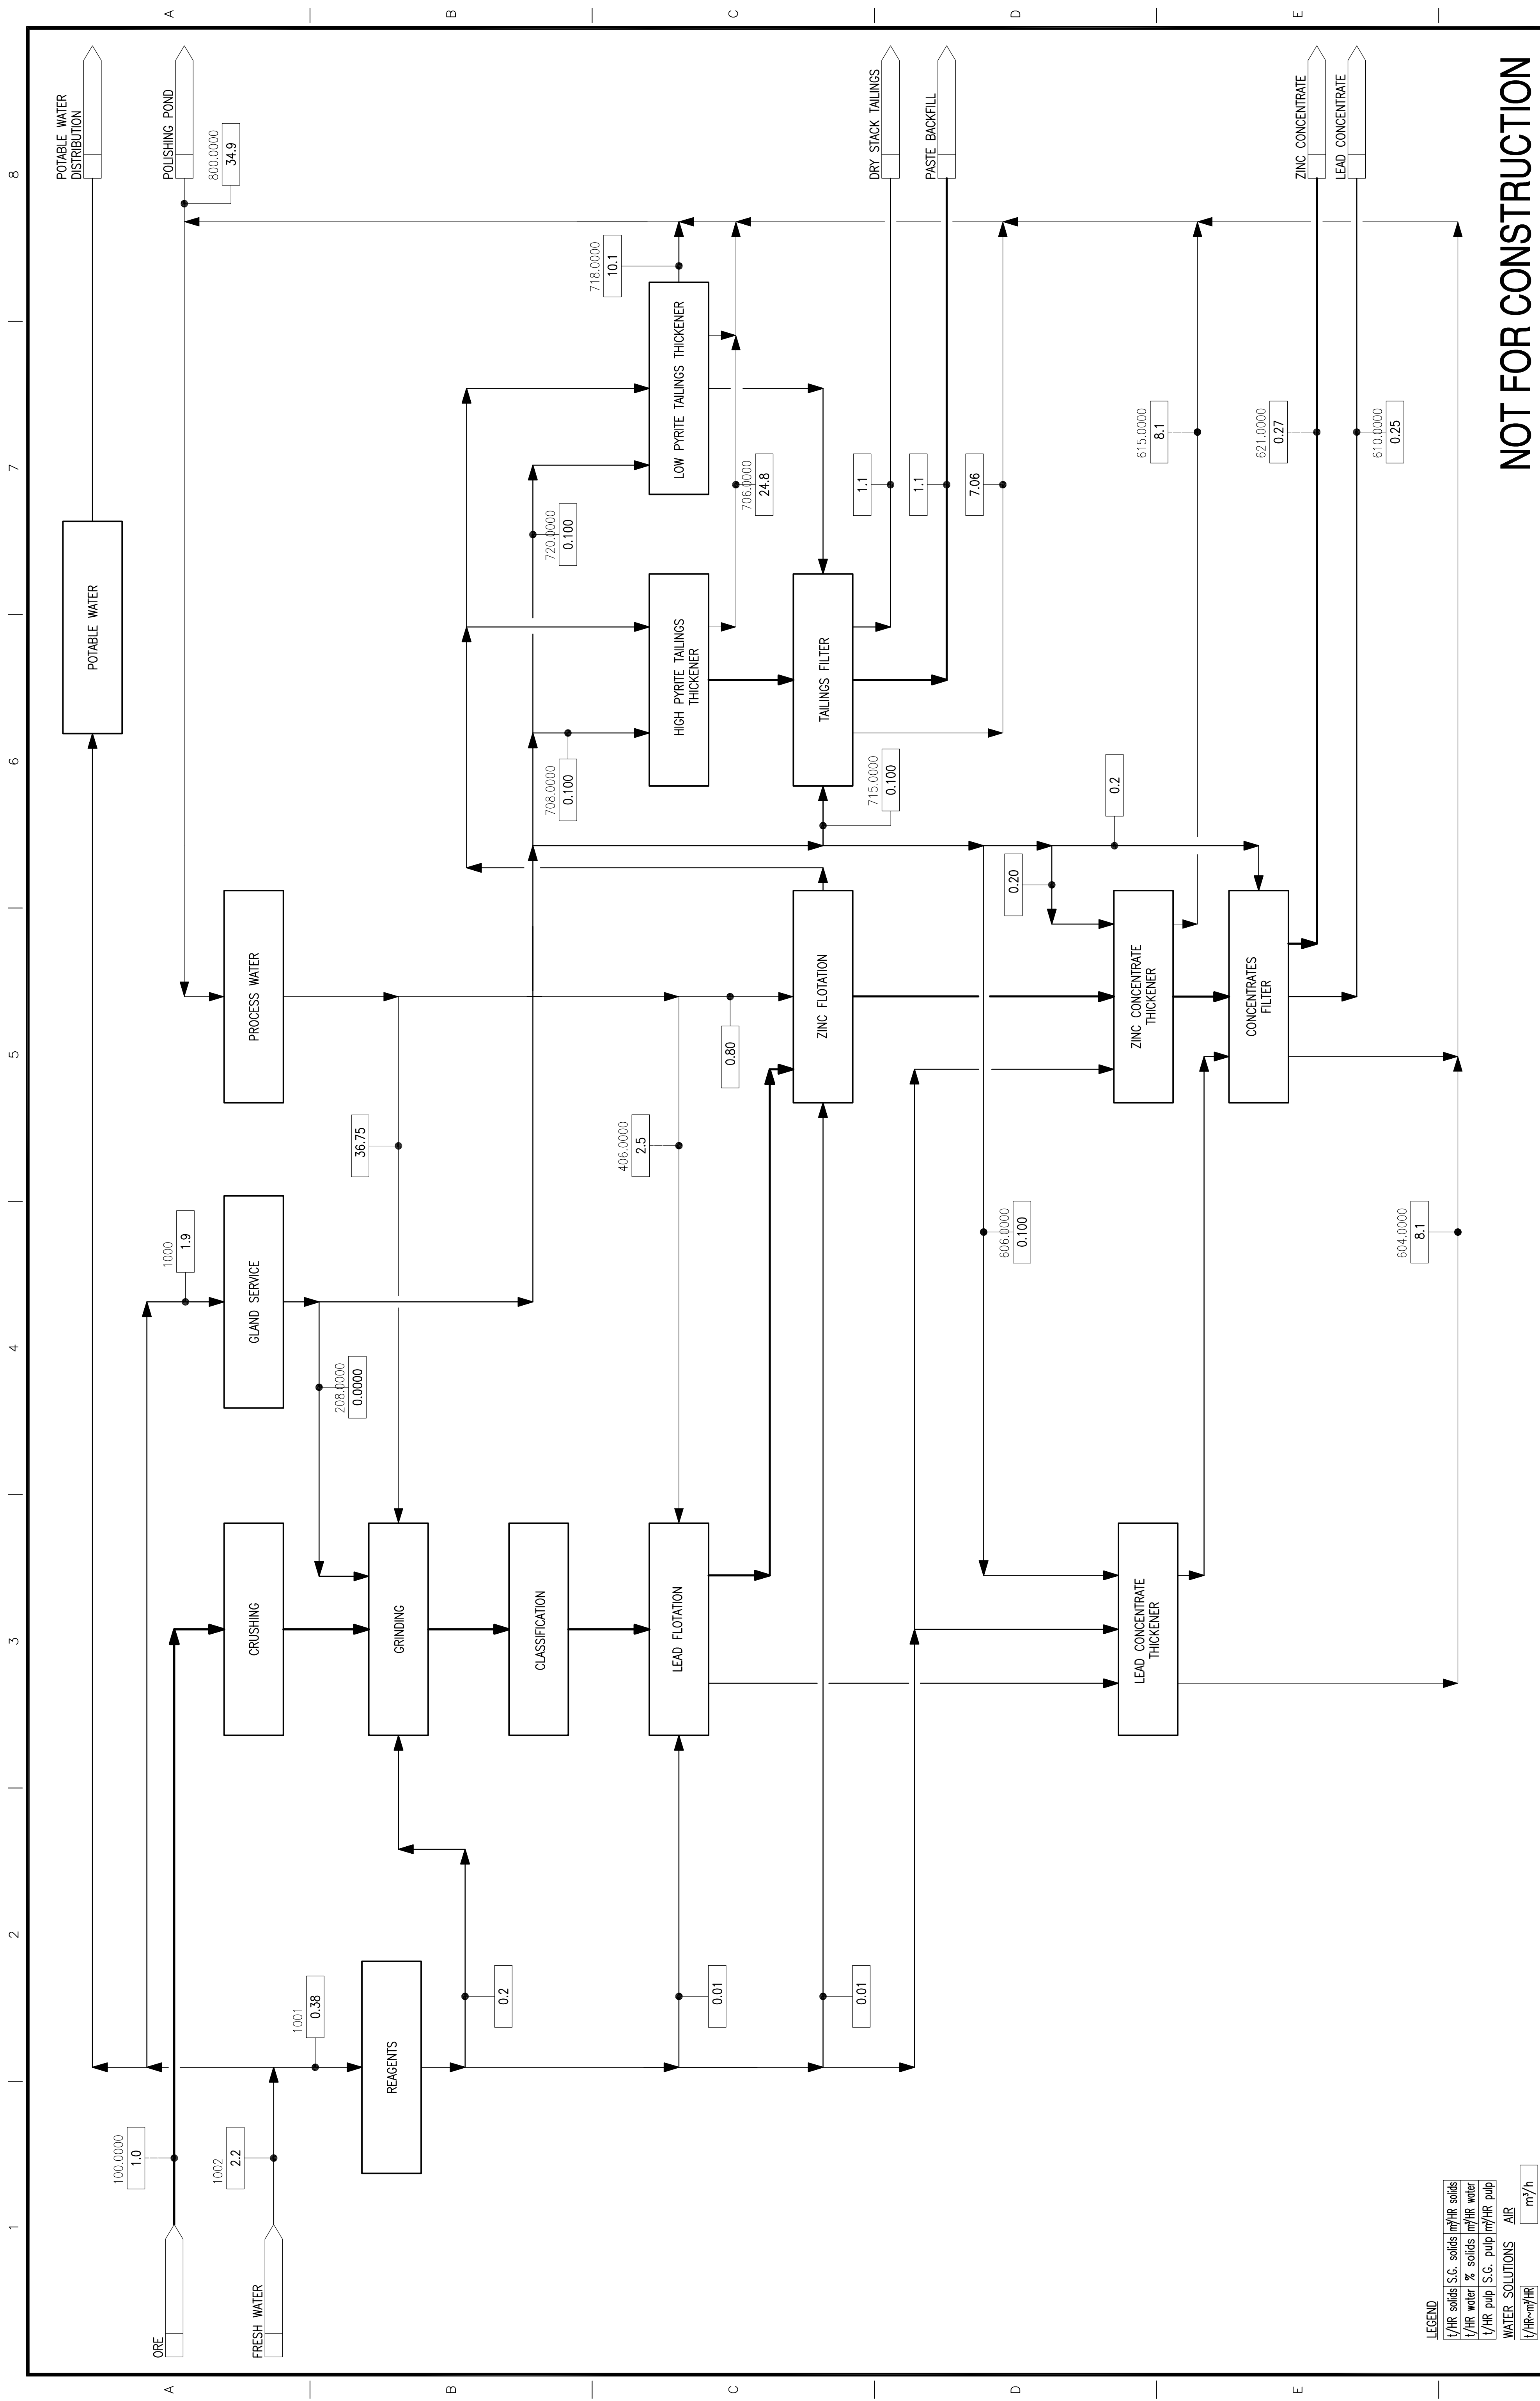 1
2
3
4
5
6
7
8
A
B
C
D
E
A
B
C
D
E
ORE
100.0000
1.0
FRESH WATER
1002
2.2
1001
0.38
REAGENTS
0.2
0.01
0.01
CRUSHING
GRINDING
CLASSIFICATION
LEAD FLOTATION
LEAD CONCENTRATE
THICKENER
1000
1.9
GLAND SERVICE
208.0000
0.0000
36.75
406.0000
2.5
606.0000
0.100
604.0000
8.1
PROCESS WATER
0.80
ZINC FLOTATION
ZINC CONCENTRATE
THICKENER
CONCENTRATES
FILTER
0.20
0.2
POTABLE WATER
708.0000
0.100
HIGH PYRITE TAILINGS
THICKENER
TAILINGS FILTER
715.0000
0.100
720.0000
0.100
LOW PYRITE TAILINGS THICKENER
706.0000
24.8
718.0000
10.1
1.1
1.1
7.06
615.0000
8.1
621.0000
0.27
610.0000
0.25
POTABLE WATER
DISTRIBUTION
POLISHING POND
800.0000
34.9
DRY STACK TAILINGS
PASTE BACKFILL
ZINC CONCENTRATE
LEAD CONCENTRATE
LEGEND
t/HR solids S.G. solids m³/HR solids
t/HR water % solids m³/HR water
t/HR pulp S.G. pulp m³/HR pulp
WATER SOLUTIONS AIR
t/HR~m³/HR m³/h
NOT FOR CONSTRUCTION